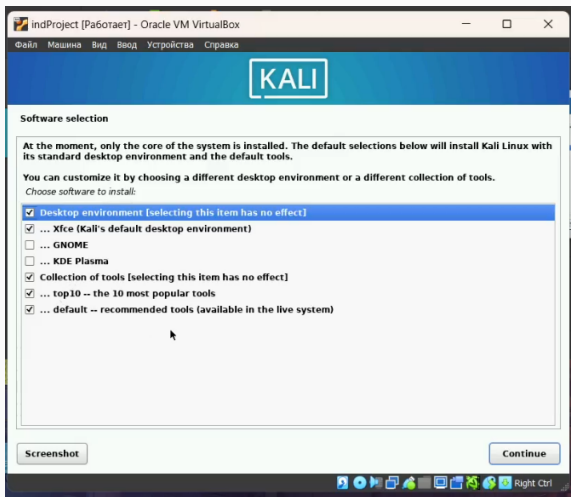 indProject [Работает] - Oracle VM VirtualBox
Файл Машина Вид Ввод Устройства Справка
KALI
Software selection
At the moment, only the core of the system is installed. The default selections below will install Kali Linux with
its standard desktop environment and the default tools.
You can customize it by choosing a different desktop environment or a different collection of tools.
Choose software to install:
Desktop environment [selecting this item has no effect]
... Xfce (Kali's default desktop environment)
... GNOME
... KDE Plasma
Collection of tools [selecting this item has no effect]
... top10 -- the 10 most popular tools
... default -- recommended tools (available in the live system)
Screenshot Continue
Right Ctrl